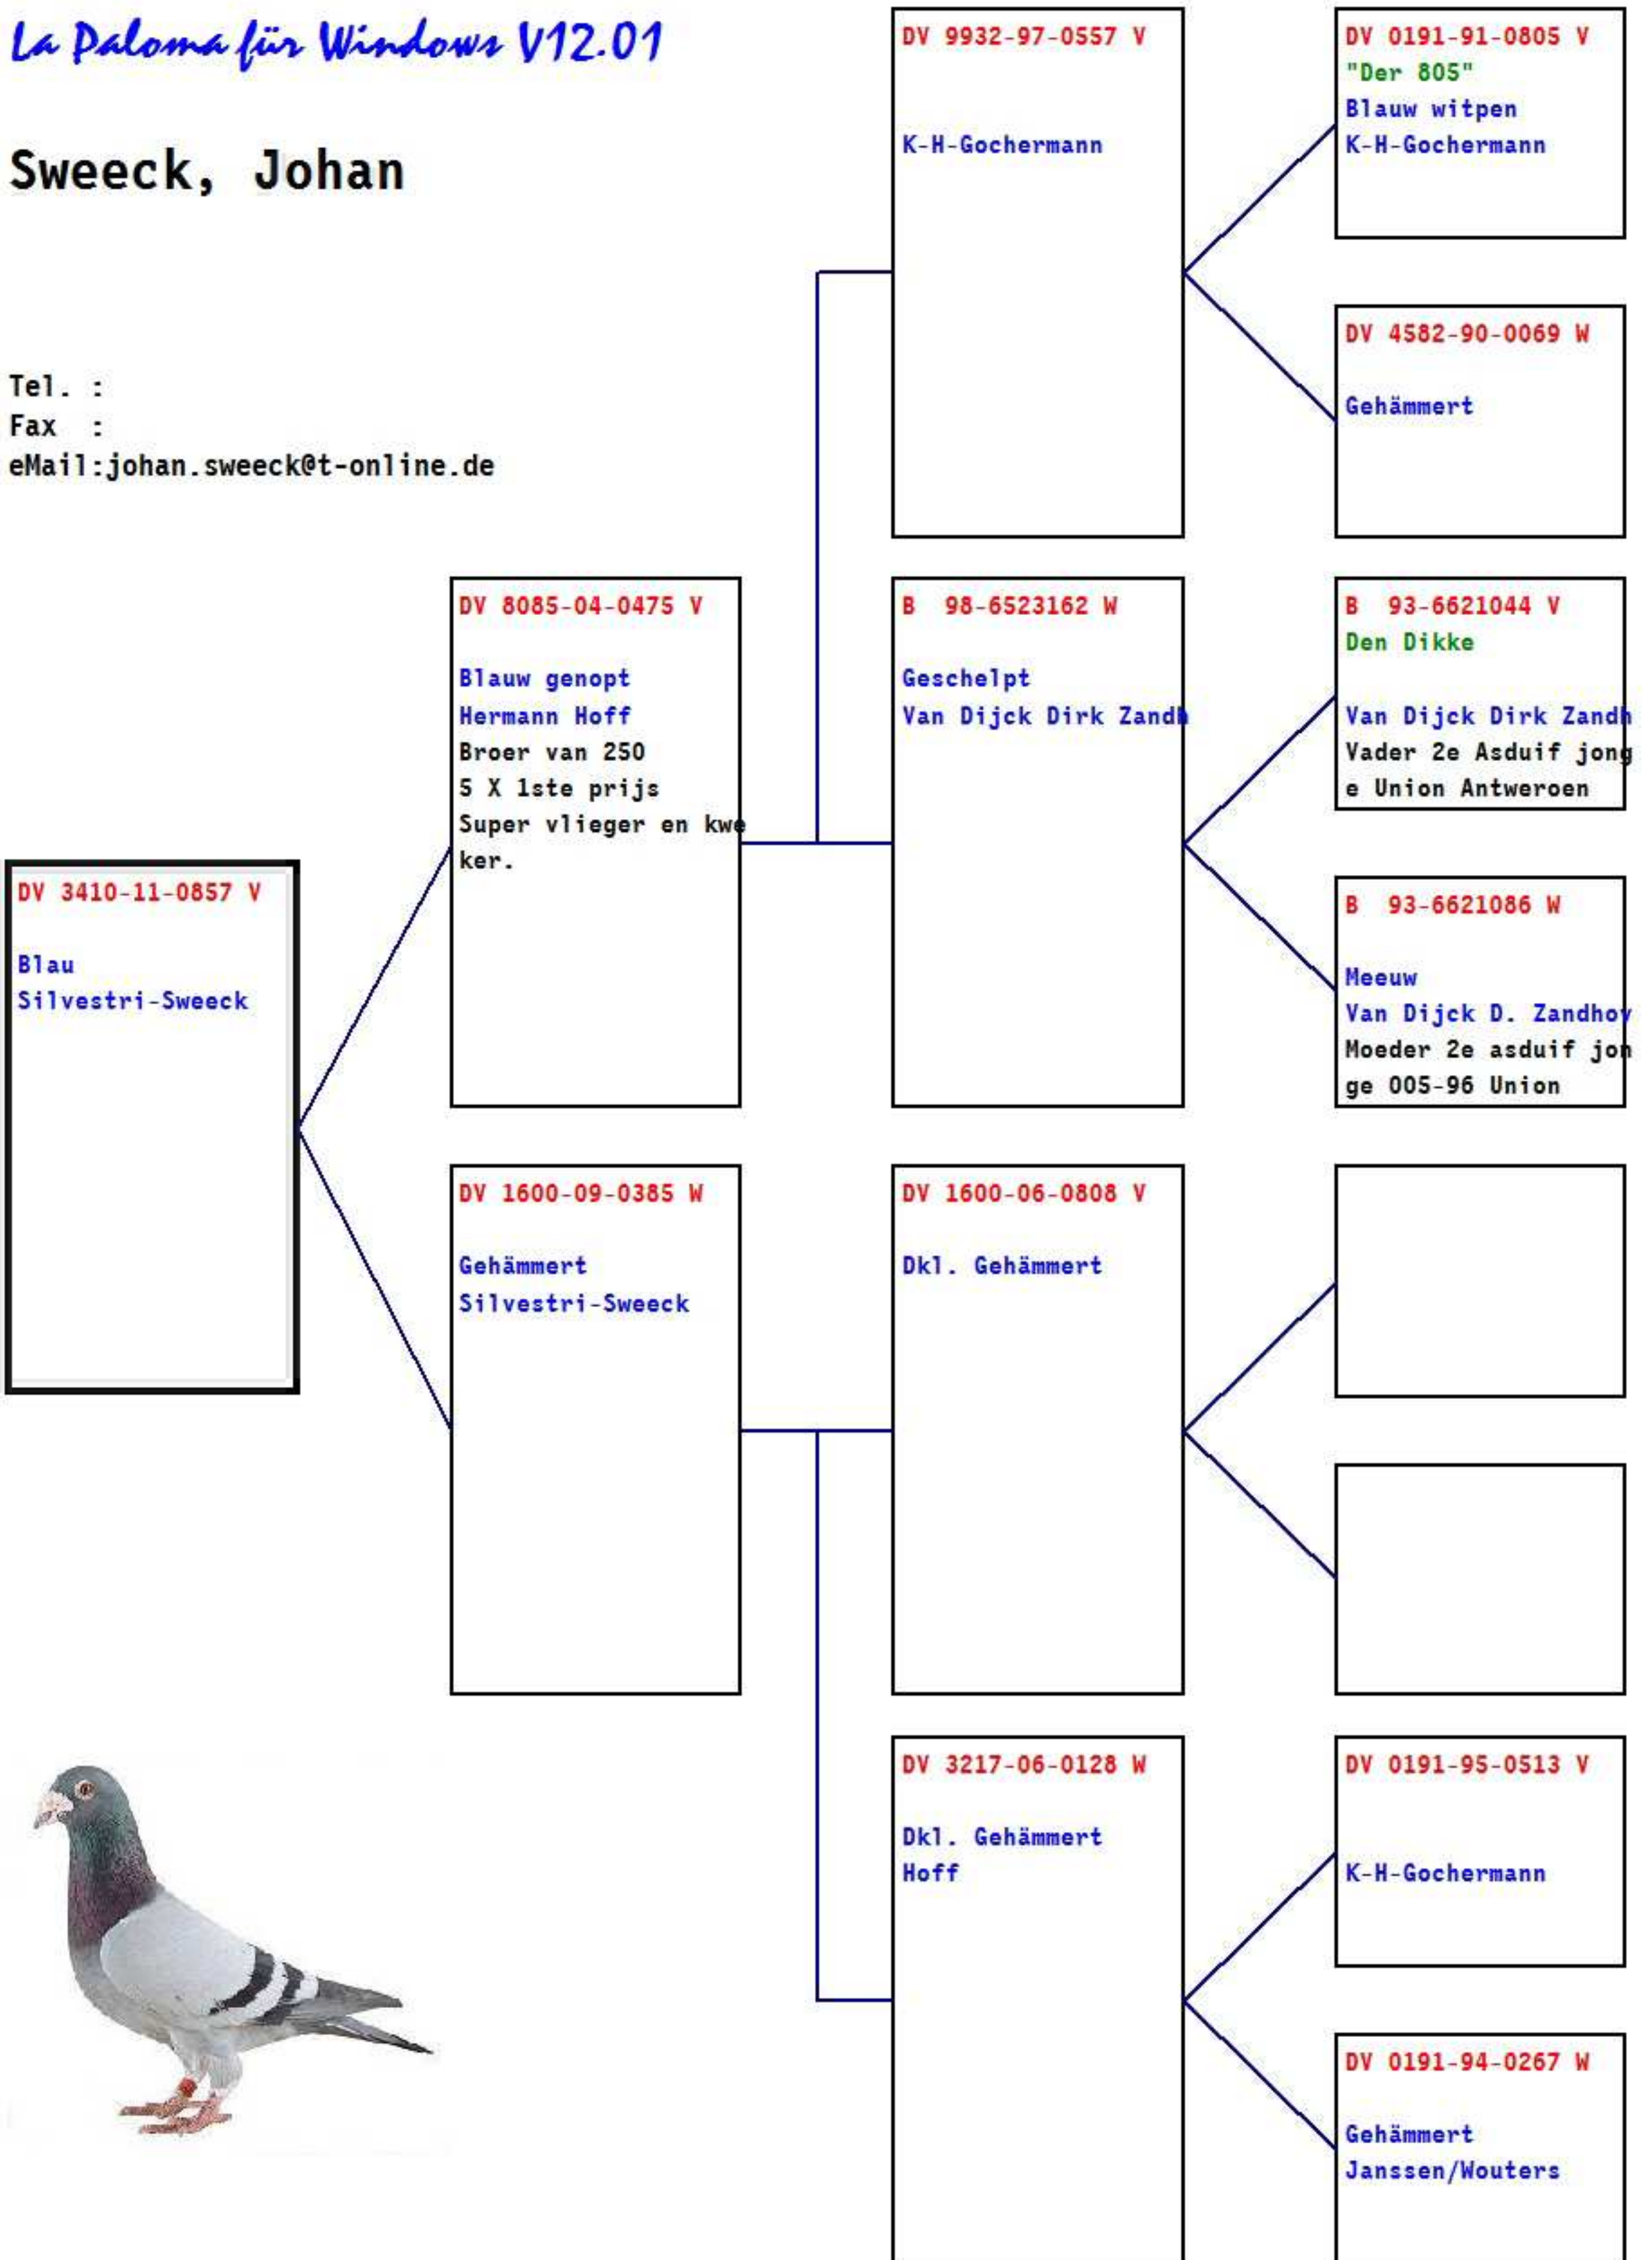 La Paloma für Windows V12.01
Sweeck, Johan
Tel. :
Fax  :
eMail:johan.sweeck@t-online.de
DV 3410-11-0857 V
Blau
Silvestri-Sweeck
DV 8085-04-0475 V
Blauw genopt
Hermann Hoff
Broer van 250
5 X 1ste prijs
Super vlieger en kwe
ker.
DV 1600-09-0385 W
Gehämmert
Silvestri-Sweeck
DV 9932-97-0557 V
K-H-Gochermann
B  98-6523162 W
Geschelpt
Van Dijck Dirk Zandh
DV 1600-06-0808 V
Dkl. Gehämmert
DV 3217-06-0128 W
Dkl. Gehämmert
Hoff
DV 0191-91-0805 V
"Der 805"
Blauw witpen
K-H-Gochermann
DV 4582-90-0069 W
Gehämmert
B  93-6621044 V
Den Dikke
Van Dijck Dirk Zandh
Vader 2e Asduif jong
e Union Antweroen
B  93-6621086 W
Meeuw
Van Dijck D. Zandhov
Moeder 2e asduif jon
ge 005-96 Union
DV 0191-95-0513 V
K-H-Gochermann
DV 0191-94-0267 W
Gehämmert
Janssen/Wouters